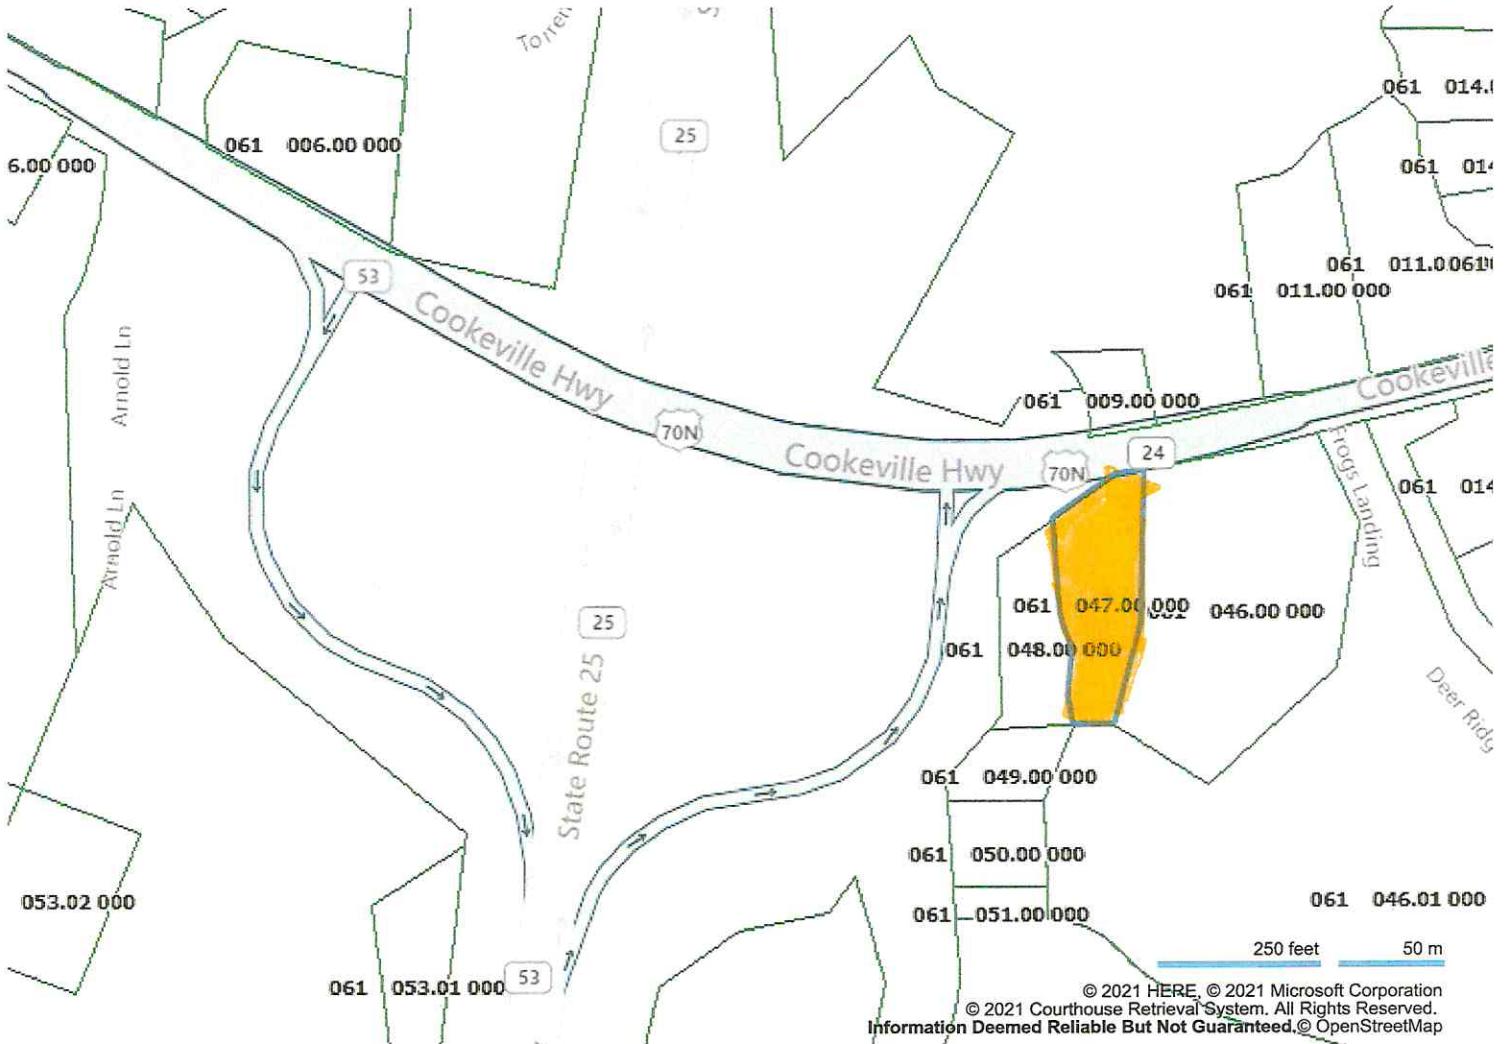 25
061 014.
061 006.00 000
6.00 000
061 014
53
061 011.0
061
061 011.00 000
Arnold Ln
Cookeville Hwy
70N
Cookeville
061 009.00 000
24
Cookeville Hwy
70N
Frogs Landing
061 014
Arnold Ln
061 047.00 000
061 046.00 000
25
061 048.00 000
State Route 25
Deer Ridg
061 049.00 000
061 050.00 000
053.02 000
061 051.00 000
061 046.01 000
250 feet 50 m
061 053.01 000
53
© 2021 HERE, © 2021 Microsoft Corporation
© 2021 Courthouse Retrieval System. All Rights Reserved.
Information Deemed Reliable But Not Guaranteed. © OpenStreetMap